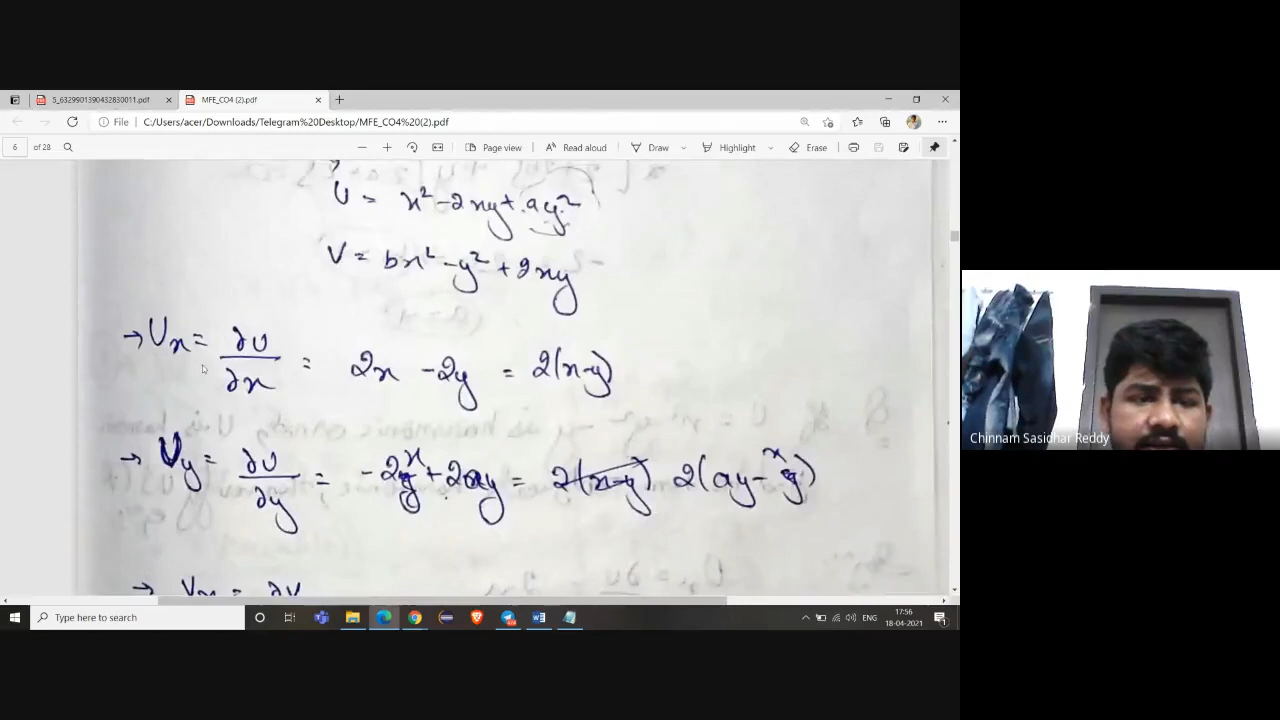 5_6329901390432830011.pdf
MFE_CO4 (2).pdf
File
C:/Users/acer/Downloads/Telegram%20Desktop/MFE_CO4%20(2).pdf
6 of 28
Page view
Read aloud
Draw
Highlight
Erase
U = x² - 2xy + ay²
V = bx² - y² + 2xy
→ Ux = ∂U/∂x = 2x - 2y = 2(x-y)
→ Uy = ∂U/∂y = -2x + 2ay = 2(x-y) 2(ay-x)
→ Vx = ∂V
Chinnam Sasidhar Reddy
Type here to search
ENG
17:56
18-04-2021